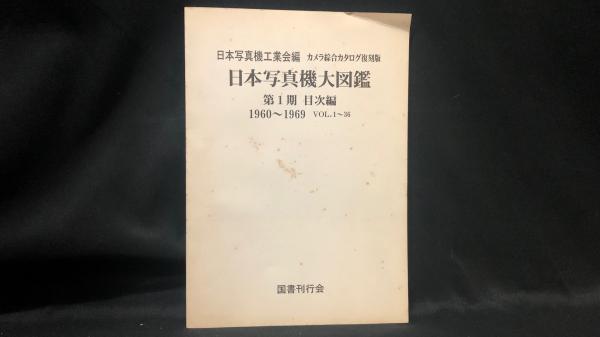 日本写真機工業会編 カメラ綜合カタログ復刻版
日本写真機大図鑑
第1期 目次編
1960〜1969 VOL.1〜36
国書刊行会